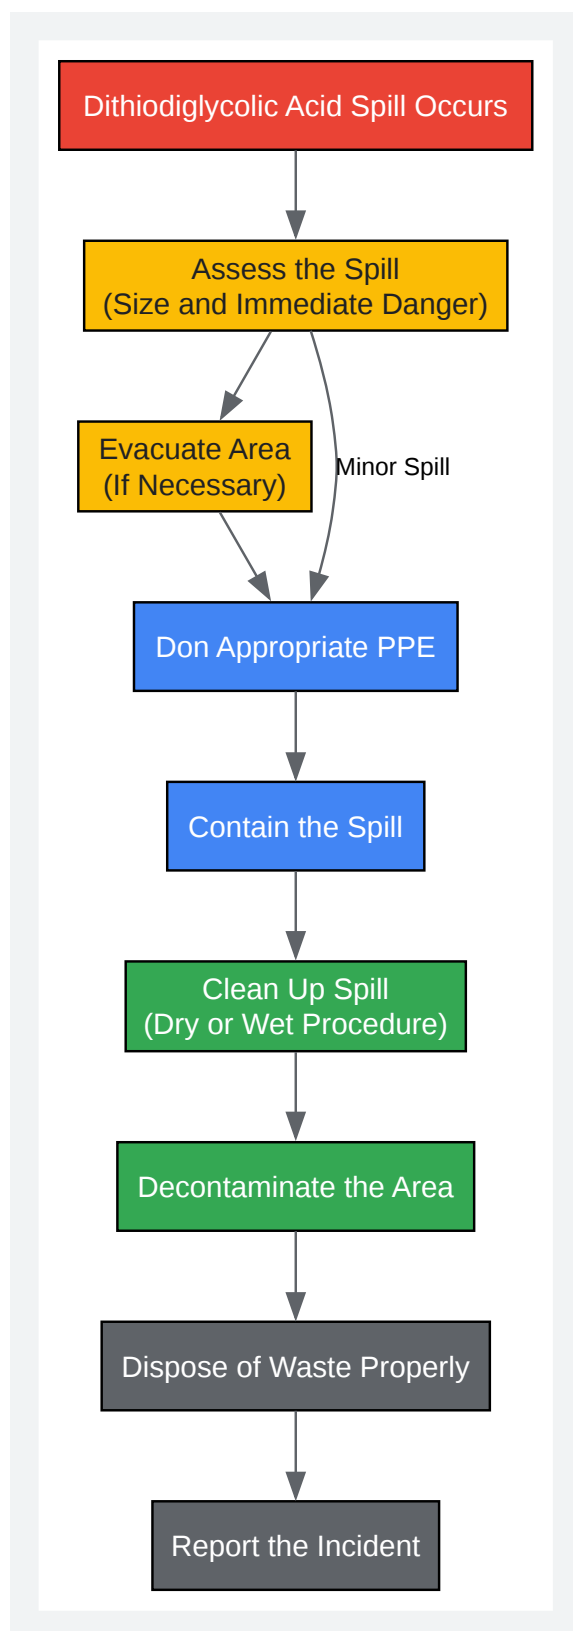 Dithiodiglycolic Acid Spill Occurs
Assess the Spill
(Size and Immediate Danger)
Evacuate Area
(If Necessary)
Minor Spill
Don Appropriate PPE
Contain the Spill
Clean Up Spill
(Dry or Wet Procedure)
Decontaminate the Area
Dispose of Waste Properly
Report the Incident